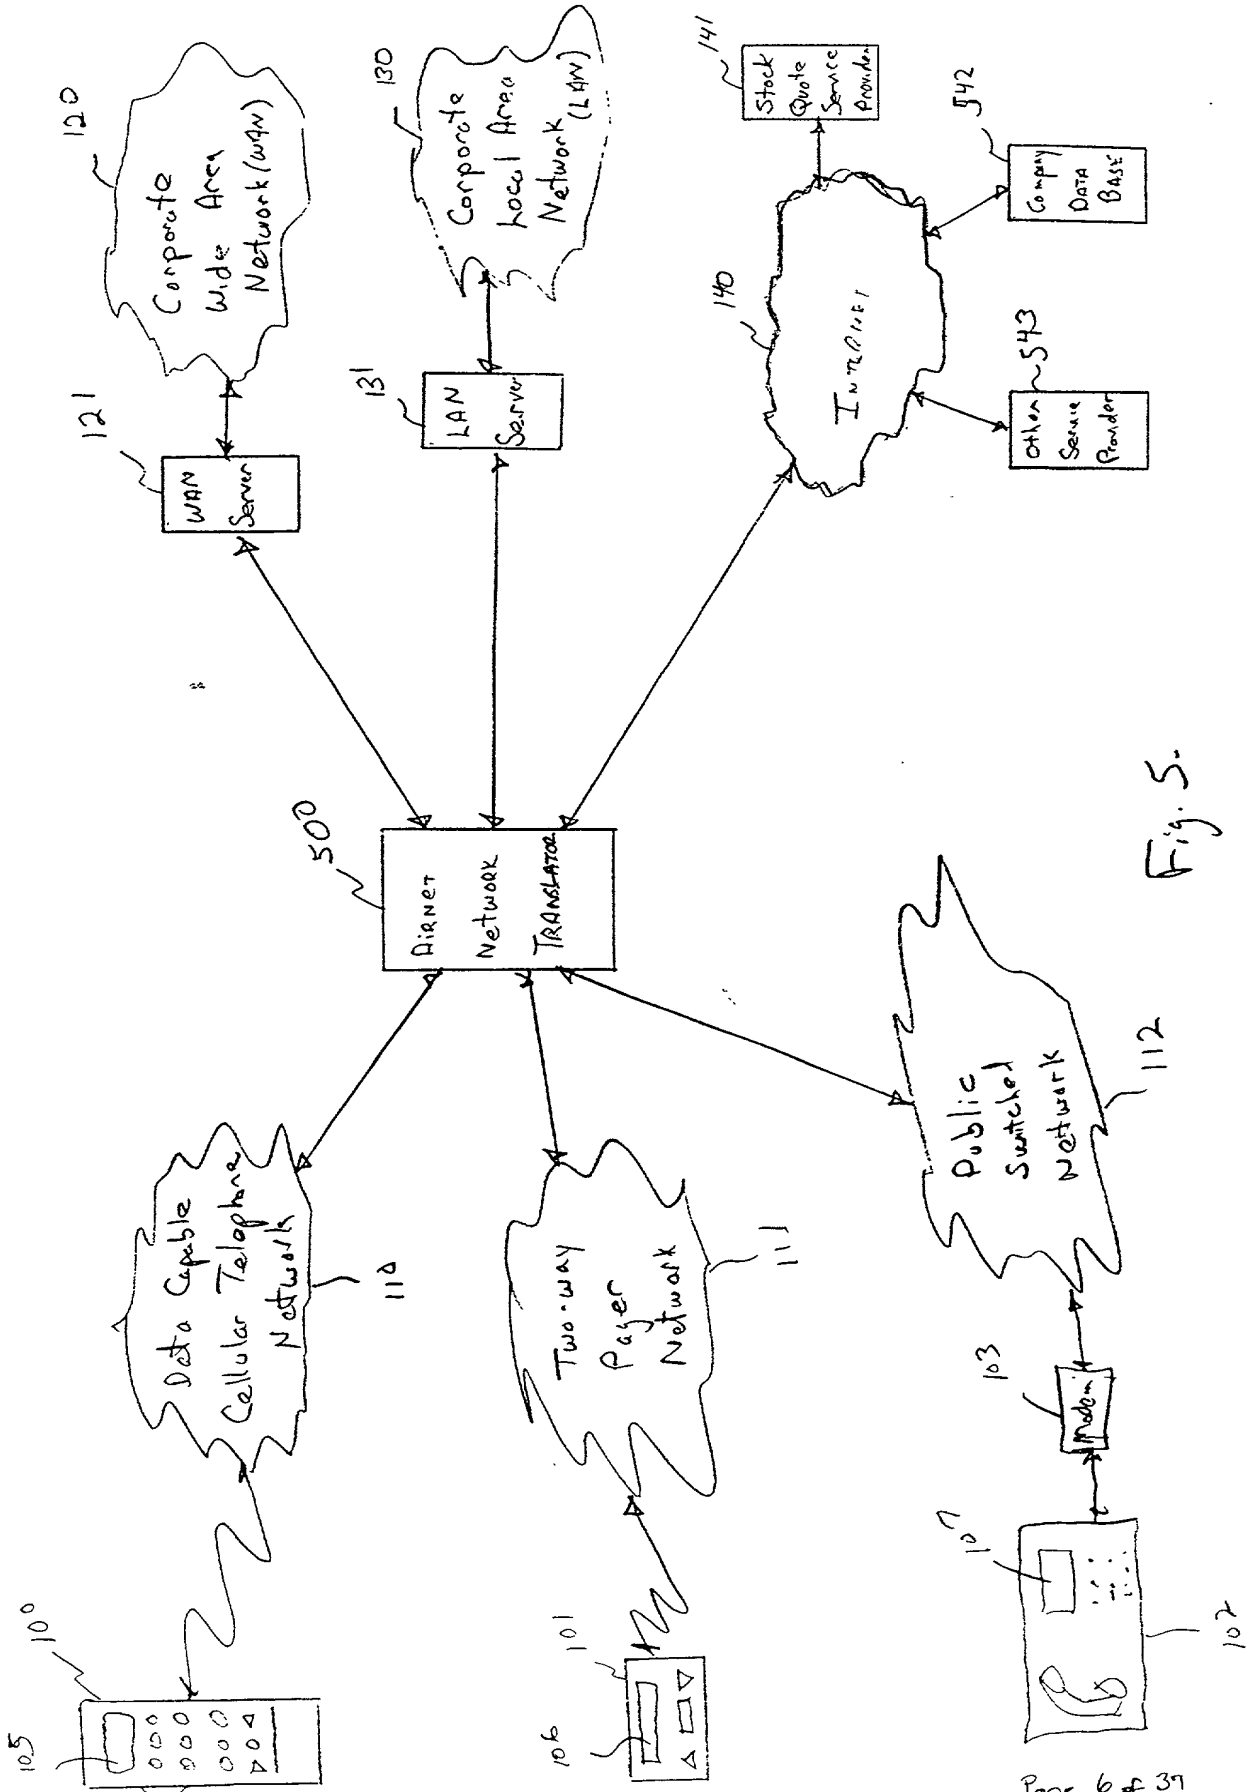 120
Corporate
Wide Area
Network (WAN)
121
WAN
Server
130
Corporate
Local Area
Network
(LAN)
131
LAN
Server
141
Stock
Quote
Service
Provider
542
Company
DATA
BASE
140
INTERNET
543
Other
Service
Provider
500
AIRNET
Network
TRANSLATOR
Data Capable
Cellular Telephone
Network
110
Two-way
Pager
Network
111
Public
Switched
Network
112
103
Modem
100
105
101
106
107
102
Fig. 5.
Page 6 of 37